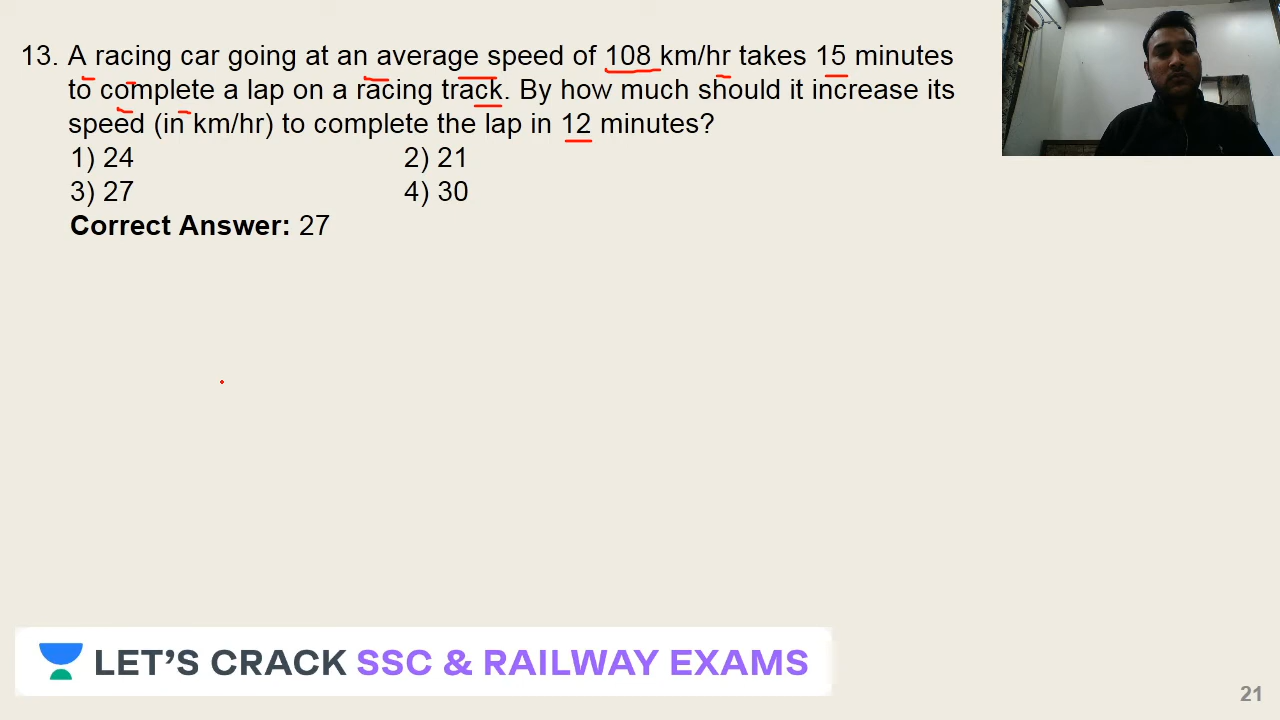 13. A racing car going at an average speed of 108 km/hr takes 15 minutes
to complete a lap on a racing track. By how much should it increase its
speed (in km/hr) to complete the lap in 12 minutes?
1) 24 2) 21
3) 27 4) 30
Correct Answer: 27
LET'S CRACK SSC & RAILWAY EXAMS
21